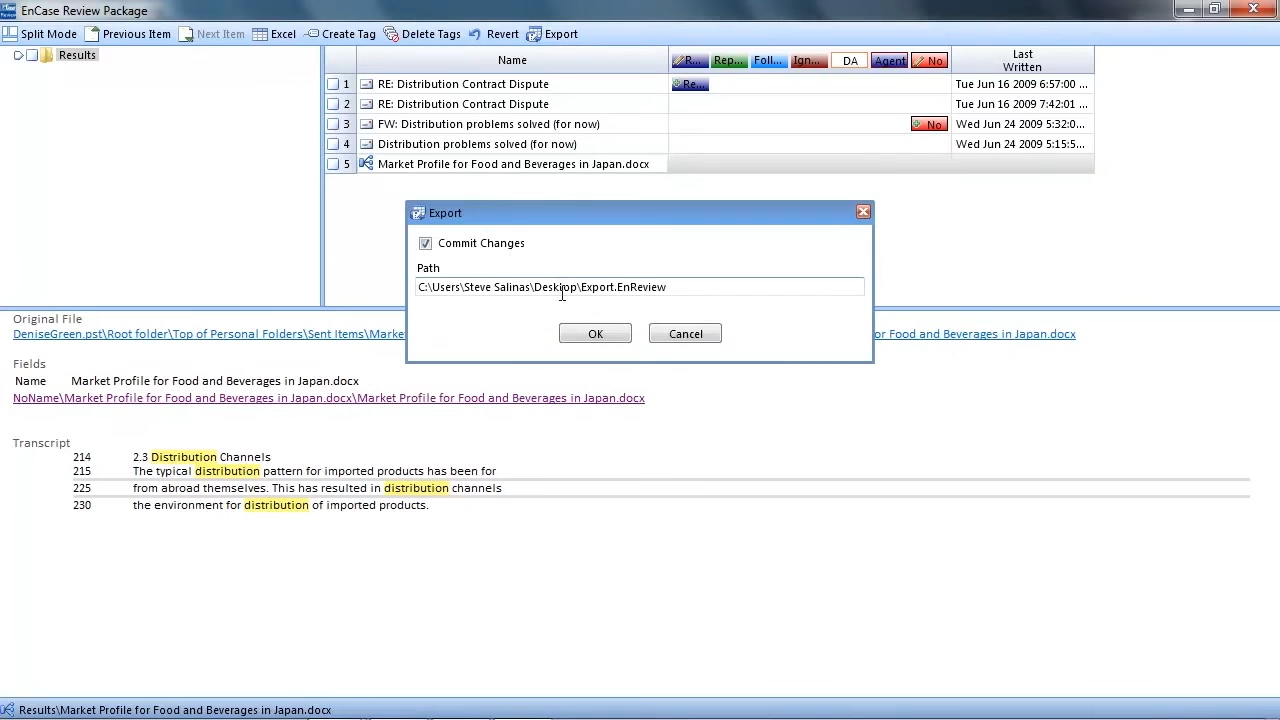 EnCase Review Package
Split Mode Previous Item Next Item Excel Create Tag Delete Tags Revert Export
Results
Name R... Rep... Foll... Ign... DA Agent No Last Written
1 RE: Distribution Contract Dispute Re... Tue Jun 16 2009 6:57:00 ...
2 RE: Distribution Contract Dispute Tue Jun 16 2009 7:42:01 ...
3 FW: Distribution problems solved (for now) No Wed Jun 24 2009 5:32:0...
4 Distribution problems solved (for now) Wed Jun 24 2009 5:15:5...
5 Market Profile for Food and Beverages in Japan.docx
Export
Commit Changes
Path
C:\Users\Steve Salinas\Desktop\Export.EnReview
OK Cancel
Original File
DeniseGreen.pst\Root folder\Top of Personal Folders\Sent Items\Marke
or Food and Beverages in Japan.docx
Fields
Name Market Profile for Food and Beverages in Japan.docx
NoName\Market Profile for Food and Beverages in Japan.docx\Market Profile for Food and Beverages in Japan.docx
Transcript
214 2.3 Distribution Channels
215 The typical distribution pattern for imported products has been for
225 from abroad themselves. This has resulted in distribution channels
230 the environment for distribution of imported products.
Results\Market Profile for Food and Beverages in Japan.docx